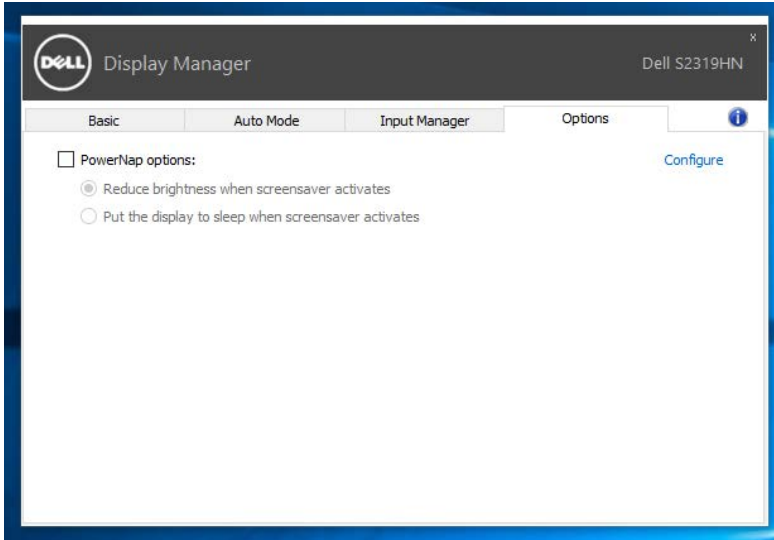 x
DELL Display Manager Dell S2319HN
Basic Auto Mode Input Manager Options i
PowerNap options: Configure
Reduce brightness when screensaver activates
Put the display to sleep when screensaver activates